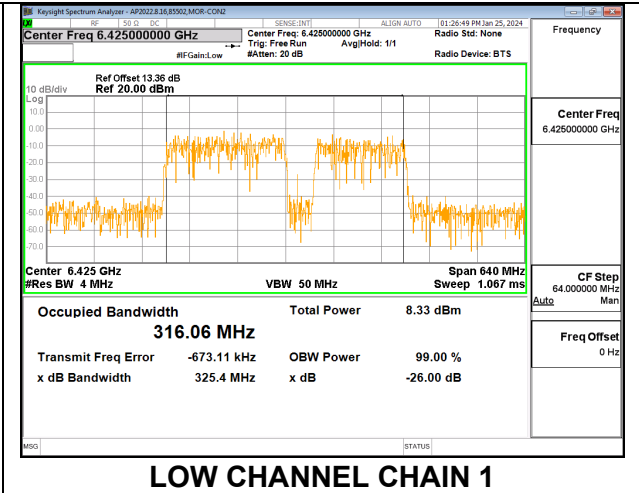 Keysight Spectrum Analyzer - AP2022.8.16,85502,MOR-CONZ
RF 50 Ω DC SENSE:INT ALIGN AUTO 01:26:49 PM Jan 25, 2024
Center Freq 6.425000000 GHz
Center Freq: 6.425000000 GHz
Radio Std: None
Trig: Free Run Avg|Hold: 1/1
#IFGain:Low #Atten: 20 dB Radio Device: BTS
Frequency
Ref Offset 13.36 dB
10 dB/div Ref 20.00 dBm
Log
10.0
0.00
-10.0
-20.0
-30.0
-40.0
-50.0
-60.0
-70.0
Center Freq
6.425000000 GHz
Center 6.425 GHz Span 640 MHz
#Res BW 4 MHz VBW 50 MHz Sweep 1.067 ms
CF Step
64.000000 MHz
Auto Man
Occupied Bandwidth Total Power 8.33 dBm
316.06 MHz
Freq Offset
0 Hz
Transmit Freq Error -673.11 kHz OBW Power 99.00 %
x dB Bandwidth 325.4 MHz x dB -26.00 dB
MSG STATUS
LOW CHANNEL CHAIN 1